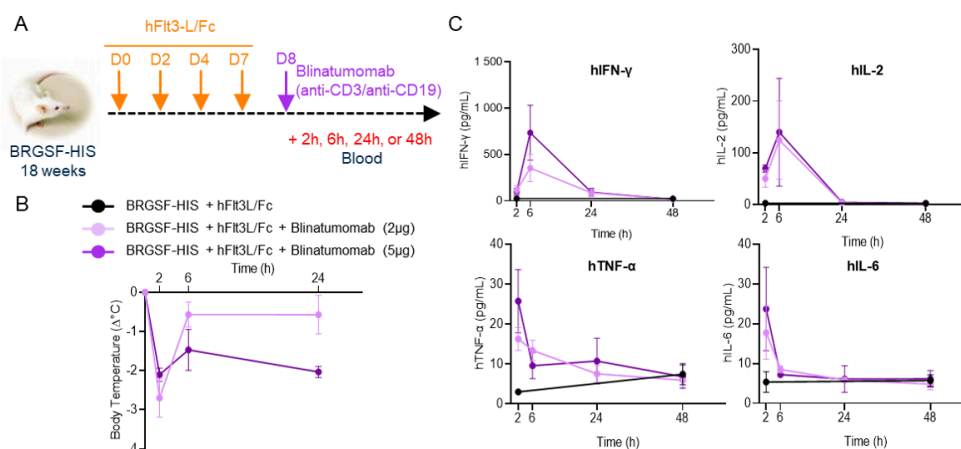 A
hFlt3-L/Fc
D0 D2 D4 D7 D8
Blinatumomab
(anti-CD3/anti-CD19)
+ 2h, 6h, 24h, or 48h
Blood
BRGSF-HIS
18 weeks
B
BRGSF-HIS + hFlt3L/Fc
BRGSF-HIS + hFlt3L/Fc + Blinatumomab (2µg)
BRGSF-HIS + hFlt3L/Fc + Blinatumomab (5µg)
Time (h)
2 6 24
0
-1
-2
-3
4
Body Temperature (Δ°C)
C
hIFN-γ
1 500
1 000
500
0
hIFN-γ (pg/mL)
2 6 24 48
Time (h)
hIL-2
300
200
100
0
hIL-2 (pg/mL)
2 6 24 48
Time (h)
hTNF-α
40
30
20
10
0
hTNF-α (pg/mL)
2 6 24 48
Time (h)
hIL-6
40
30
20
10
0
hIL-6 (pg/mL)
2 6 24 48
Time (h)